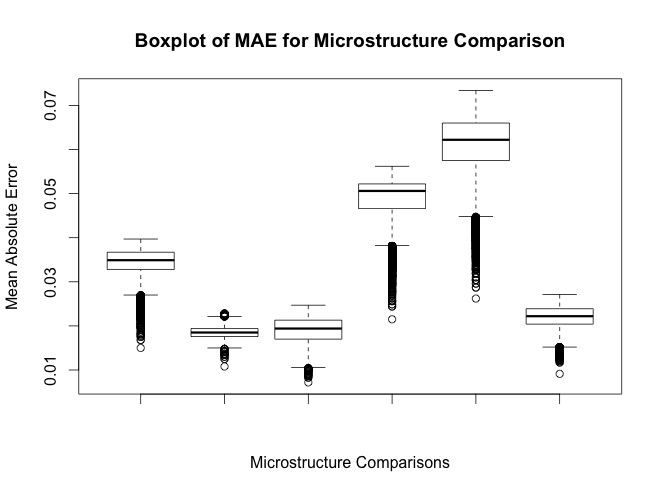 Boxplot of MAE for Microstructure Comparison
Mean Absolute Error
0.07
0.05
0.03
0.01
Microstructure Comparisons